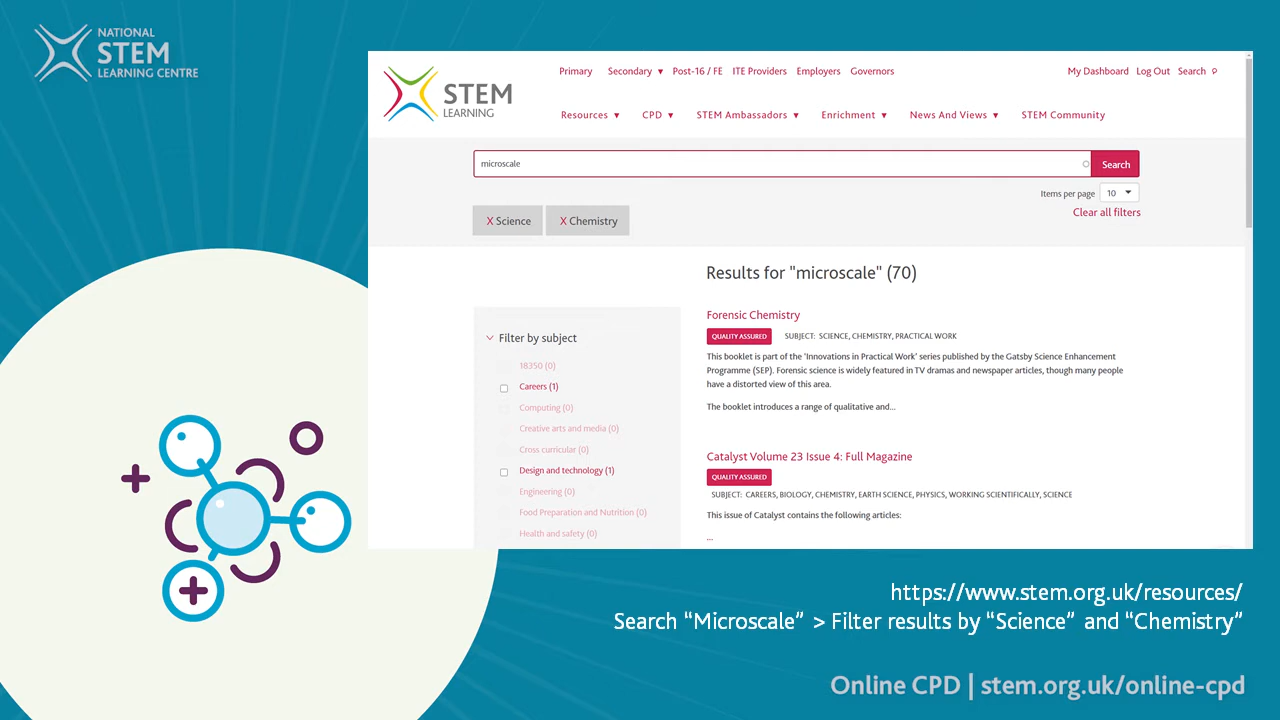 NATIONAL
STEM
LEARNING CENTRE
STEM
LEARNING
Primary Secondary ▼ Post-16 / FE ITE Providers Employers Governors
My Dashboard Log Out Search
Resources ▼ CPD ▼ STEM Ambassadors ▼ Enrichment ▼ News And Views ▼ STEM Community
microscale
Search
Items per page 10
Clear all filters
X Science X Chemistry
Results for "microscale" (70)
Filter by subject
18350 (0)
Careers (1)
Computing (0)
Creative arts and media (0)
Cross curricular (0)
Design and technology (1)
Engineering (0)
Food Preparation and Nutrition (0)
Health and safety (0)
Forensic Chemistry
QUALITY ASSURED SUBJECT: SCIENCE, CHEMISTRY, PRACTICAL WORK
This booklet is part of the 'Innovations in Practical Work' series published by the Gatsby Science Enhancement
Programme (SEP). Forensic science is widely featured in TV dramas and newspaper articles, though many people
have a distorted view of this area.
The booklet introduces a range of qualitative and...
Catalyst Volume 23 Issue 4: Full Magazine
QUALITY ASSURED
SUBJECT: CAREERS, BIOLOGY, CHEMISTRY, EARTH SCIENCE, PHYSICS, WORKING SCIENTIFICALLY, SCIENCE
This issue of Catalyst contains the following articles:
...
https://www.stem.org.uk/resources/
Search “Microscale” > Filter results by “Science” and “Chemistry”
Online CPD | stem.org.uk/online-cpd